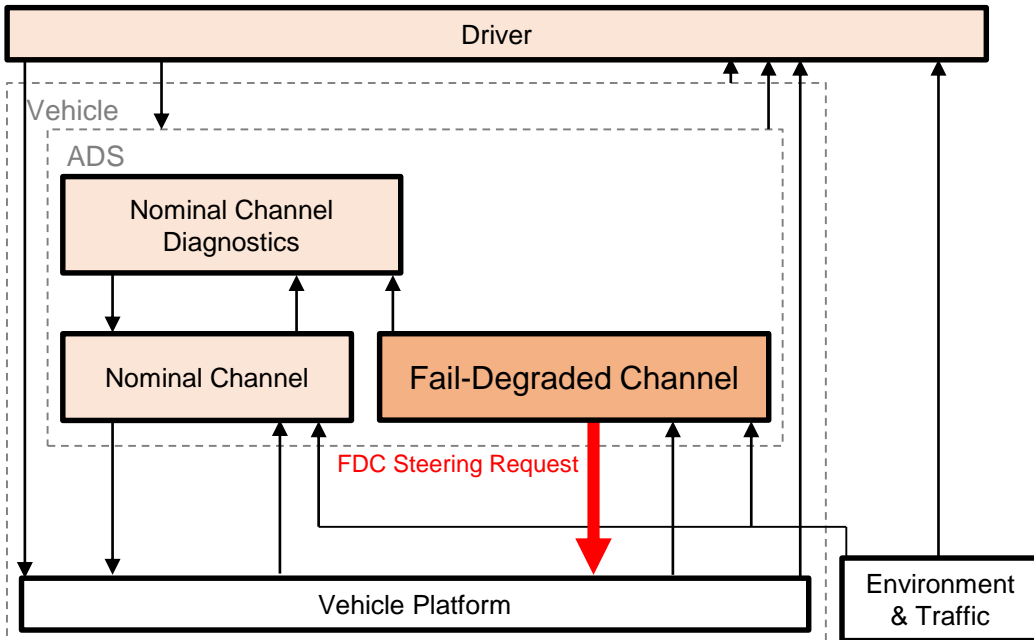 Driver
Vehicle
ADS
Nominal Channel
Diagnostics
Nominal Channel
Fail-Degraded Channel
FDC Steering Request
Vehicle Platform
Environment
& Traffic